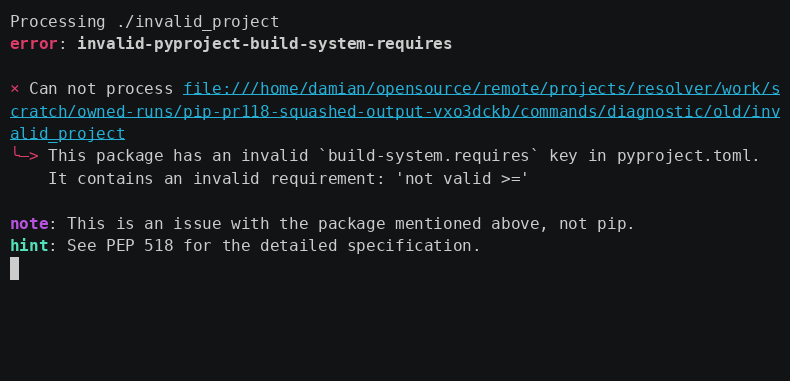 Processing ./invalid_project
error: invalid-pyproject-build-system-requires
× Can not process file:///home/damian/opensource/remote/projects/resolver/work/s
cratch/owned-runs/pip-pr118-squashed-output-vxo3dckb/commands/diagnostic/old/inv
alid_project
╰─> This package has an invalid `build-system.requires` key in pyproject.toml.
It contains an invalid requirement: 'not valid >='
note: This is an issue with the package mentioned above, not pip.
hint: See PEP 518 for the detailed specification.